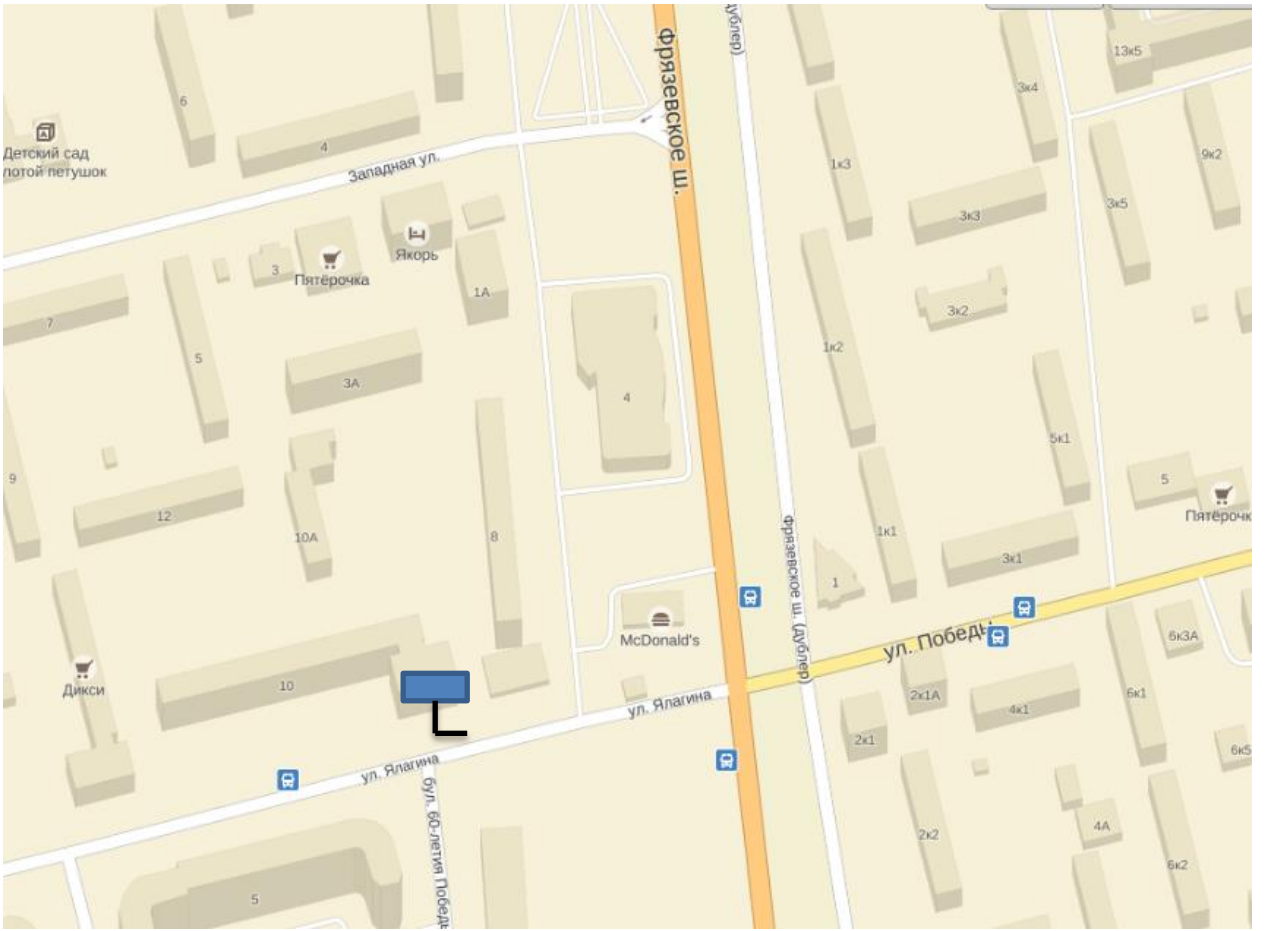 дублер)
13к5
6
3к4
Фрязевское ш.
Детский сад
лотой петушок
4
Западная ул.
1к3
9к2
3к5
3к3
Якорь
3
Пятёрочка
1А
7
3к2
5
1к2
3А
4
5к1
9
5
12
Пятёрочк
10А
8
1к1
Фрязевское ш. (дублер)
3к1
1
McDonald's
ул. Победы
6к3А
Дикси
10
6к1
2к1А
ул. Ялагина
4к1
2к1
6к5
ул. Ялагина
бул. 60-летия Победы
2к2
4А
6к2
5